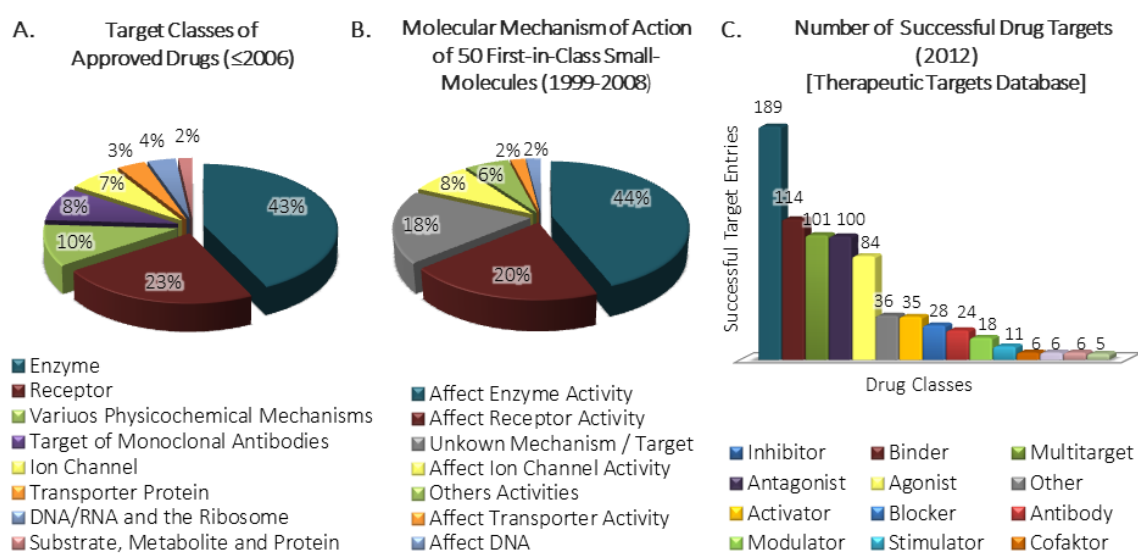 A.
Target Classes of
Approved Drugs (≤2006)
2%
4%
3%
7%
8%
10%
23%
43%
Enzyme
Receptor
Variuos Physicochemical Mechanisms
Target of Monoclonal Antibodies
Ion Channel
Transporter Protein
DNA/RNA and the Ribosome
Substrate, Metabolite and Protein
B.
Molecular Mechanism of Action
of 50 First-in-Class Small-
Molecules (1999-2008)
2%
2%
6%
8%
18%
20%
44%
Affect Enzyme Activity
Affect Receptor Activity
Unkown Mechanism / Target
Affect Ion Channel Activity
Others Activities
Affect Transporter Activity
Affect DNA
C.
Number of Successful Drug Targets
(2012)
[Therapeutic Targets Database]
Successful Target Entries
189
114
101
100
84
36
35
28
24
18
11
6
6
6
5
Drug Classes
Inhibitor Binder Multitarget
Antagonist Agonist Other
Activator Blocker Antibody
Modulator Stimulator Cofaktor